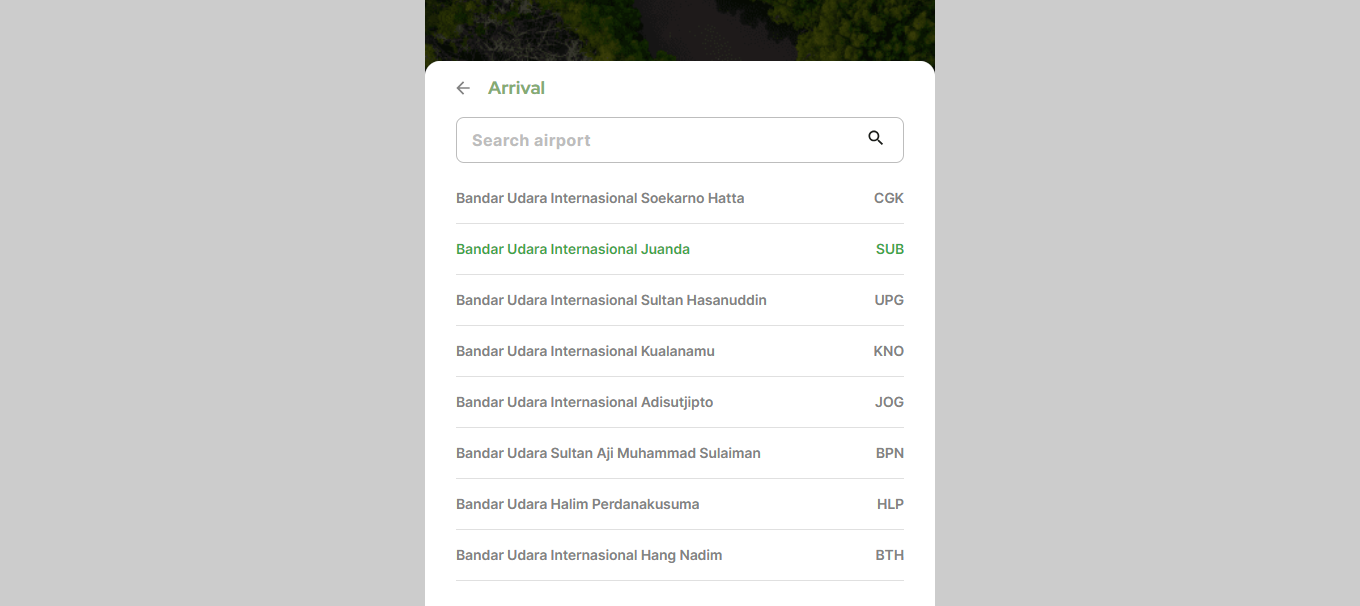 Arrival
Search airport
Bandar Udara Internasional Soekarno Hatta CGK
Bandar Udara Internasional Juanda SUB
Bandar Udara Internasional Sultan Hasanuddin UPG
Bandar Udara Internasional Kualanamu KNO
Bandar Udara Internasional Adisutjipto JOG
Bandar Udara Sultan Aji Muhammad Sulaiman BPN
Bandar Udara Halim Perdanakusuma HLP
Bandar Udara Internasional Hang Nadim BTH